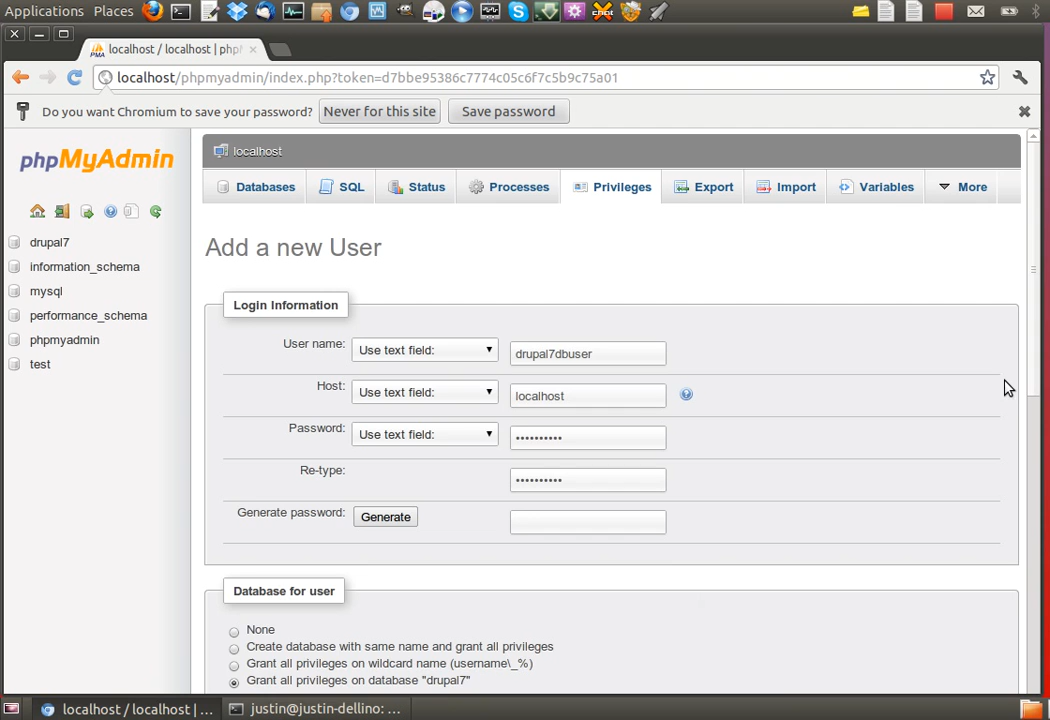 Applications Places
localhost / localhost | phpM
localhost/phpmyadmin/index.php?token=d7bbe95386c7774c05c6f7c5b9c75a01
Do you want Chromium to save your password? Never for this site Save password
phpMyAdmin
localhost
Databases SQL Status Processes Privileges Export Import Variables More
drupal7
information_schema
mysql
performance_schema
phpmyadmin
test
Add a new User
Login Information
User name: Use text field: drupal7dbuser
Host: Use text field: localhost
Password: Use text field: ••••••••••
Re-type: ••••••••••
Generate password: Generate
Database for user
None
Create database with same name and grant all privileges
Grant all privileges on wildcard name (username\_%)
Grant all privileges on database "drupal7"
localhost / localhost | ... justin@justin-dellino: ...